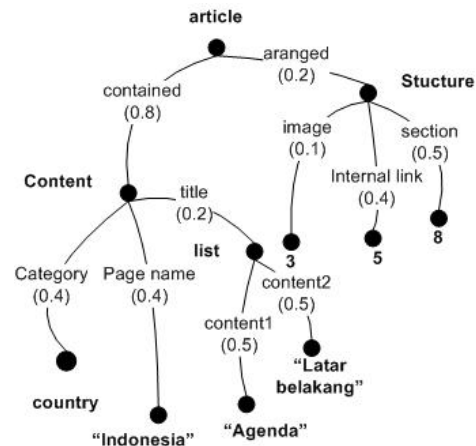 article
aranged
(0.2)
contained
(0.8)
Stucture
image
(0.1)
section
(0.5)
Internal link
(0.4)
Content
title
(0.2)
list
3
5
8
Category
(0.4)
Page name
(0.4)
content1
(0.5)
content2
(0.5)
country
“Indonesia”
“Agenda”
“Latar
belakang”